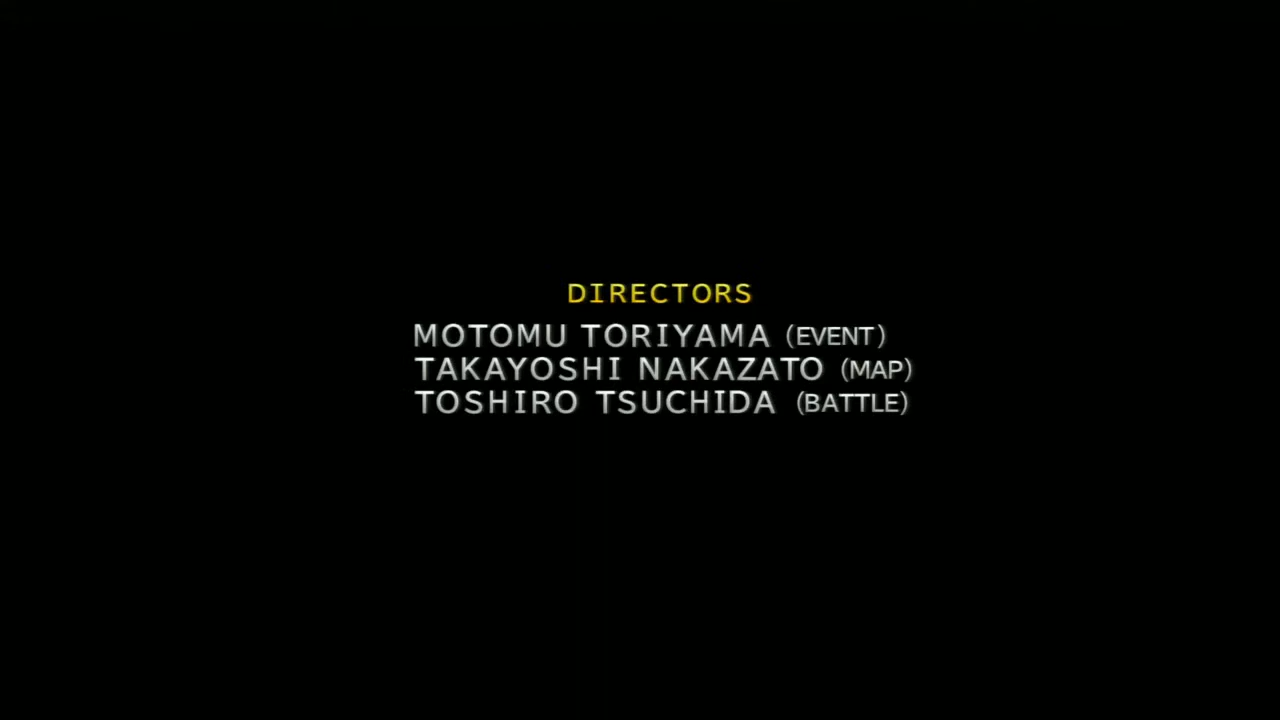 DIRECTORS
MOTOMU TORIYAMA (EVENT)
TAKAYOSHI NAKAZATO (MAP)
TOSHIRO TSUCHIDA (BATTLE)